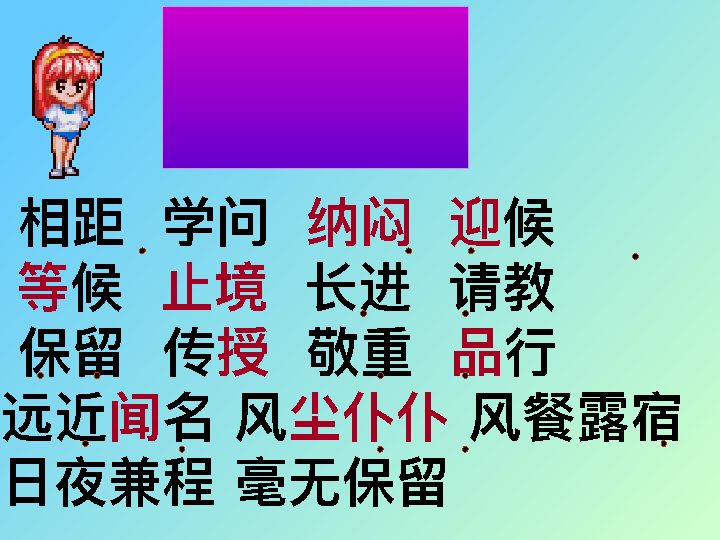 相距 学问 纳闷 迎候
等候 止境 长进 请教
保留 传授 敬重 品行
远近闻名 风尘仆仆 风餐露宿
日夜兼程 毫无保留